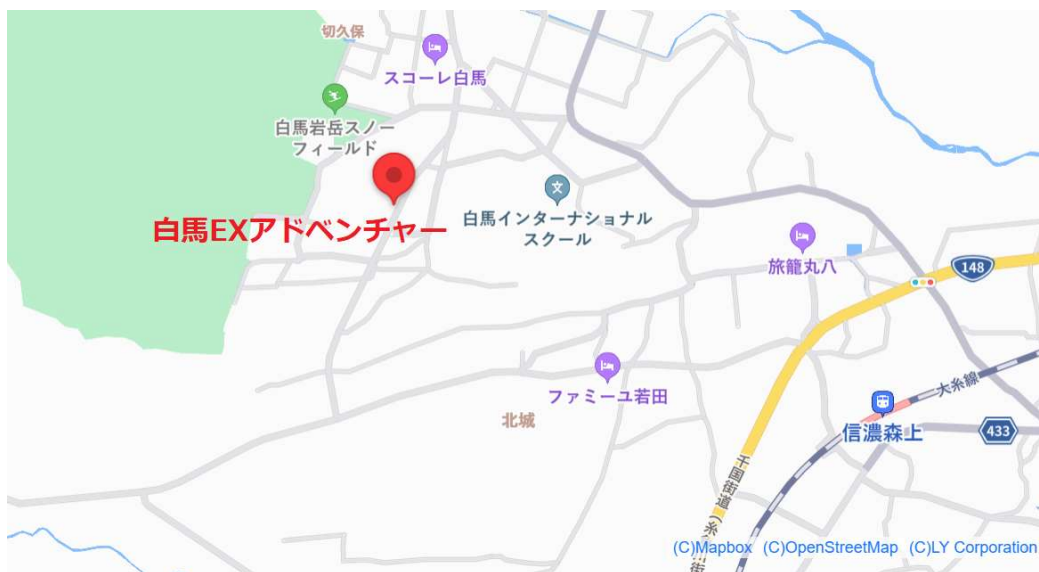 切久保
スコーレ白馬
白馬岩岳スノー
フィールド
白馬EXアドベンチャー
文
白馬インターナショナル
スクール
旅籠丸八
148
ファミーユ若田
大糸線
北城
信濃森上
433
千国街道(糸
街
(C)Mapbox (C)OpenStreetMap (C)LY Corporation